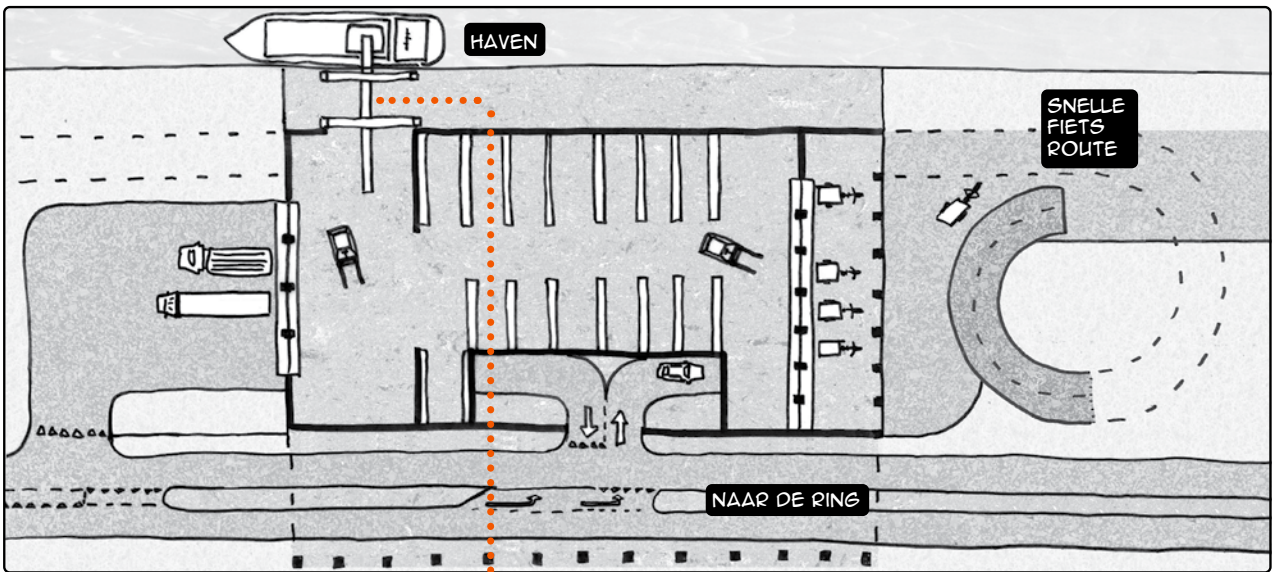 HAVEN
SNELLE
FIETS
ROUTE
NAAR DE RING